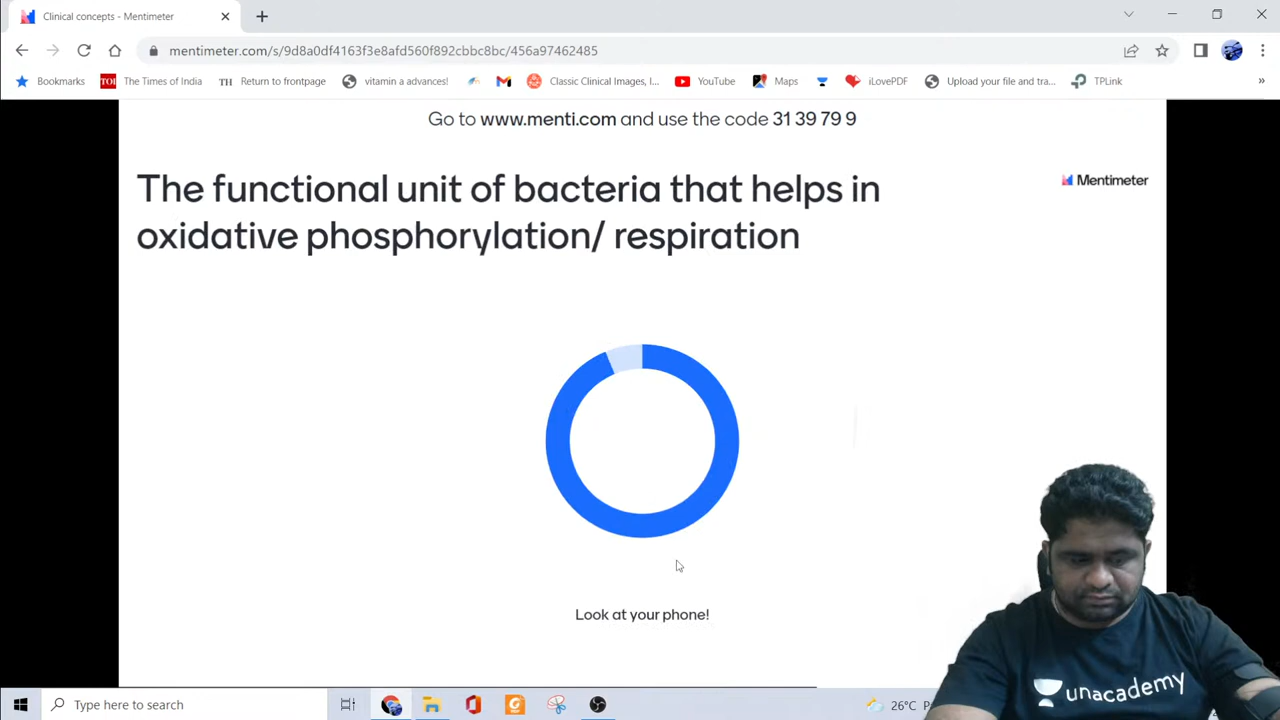 Clinical concepts - Mentimeter
mentimeter.com/s/9d8a0df4163f3e8afd560f892cbbc8bc/456a97462485
Bookmarks
TOI The Times of India
TH Return to frontpage
vitamin a advances!
Classic Clinical Images, I...
YouTube
Maps
iLovePDF
Upload your file and tra...
TPLink
»
Go to www.menti.com and use the code 31 39 79 9
The functional unit of bacteria that helps in
oxidative phosphorylation/ respiration
Mentimeter
Look at your phone!
unacademy
Type here to search
26°C